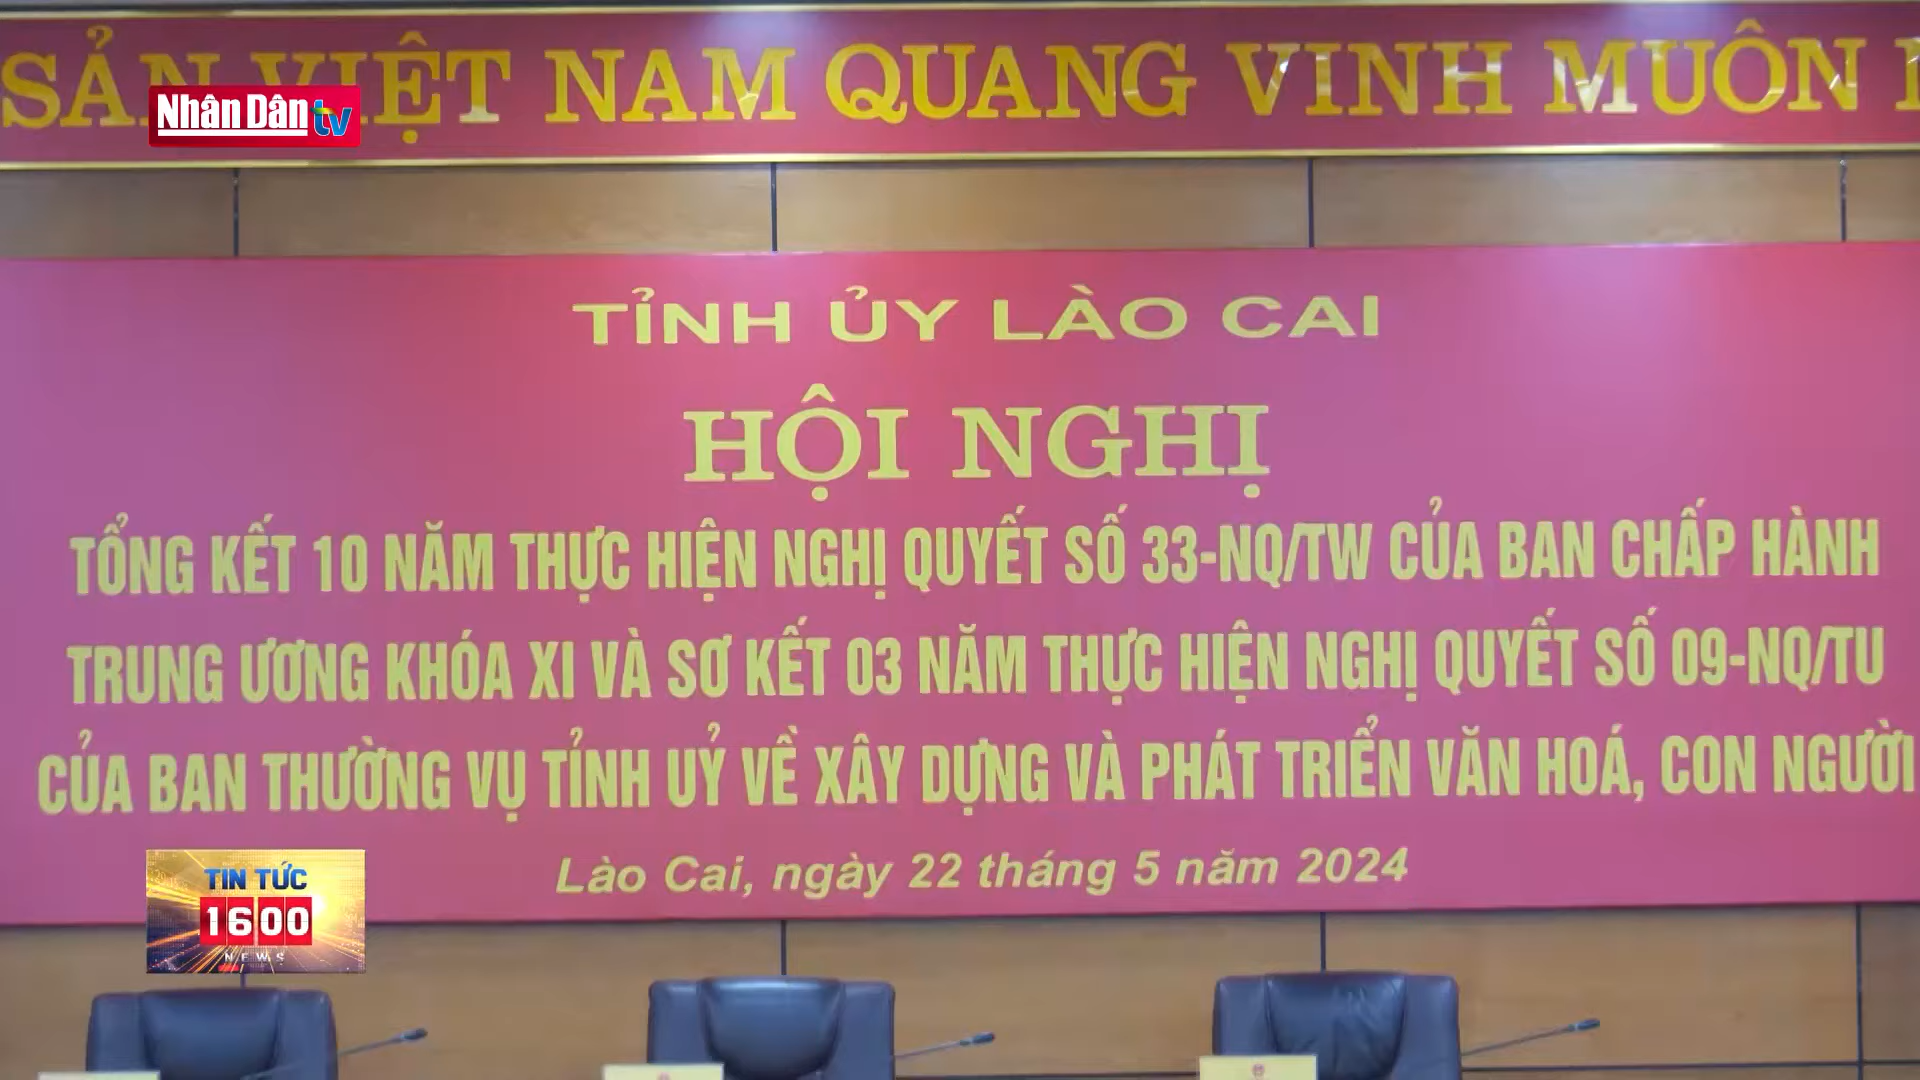 SẢN VIỆT NAM QUANG VINH MUÔN
Nhân Dân tv
TỈNH ỦY LÀO CAI
HỘI NGHỊ
TỔNG KẾT 10 NĂM THỰC HIỆN NGHỊ QUYẾT SỐ 33-NQ/TW CỦA BAN CHẤP HÀNH
TRUNG ƯƠNG KHÓA XI VÀ SƠ KẾT 03 NĂM THỰC HIỆN NGHỊ QUYẾT SỐ 09-NQ/TU
CỦA BAN THƯỜNG VỤ TỈNH UỶ VỀ XÂY DỰNG VÀ PHÁT TRIỂN VĂN HOÁ, CON NGƯỜI
Lào Cai, ngày 22 tháng 5 năm 2024
TIN TỨC
1600
NEWS